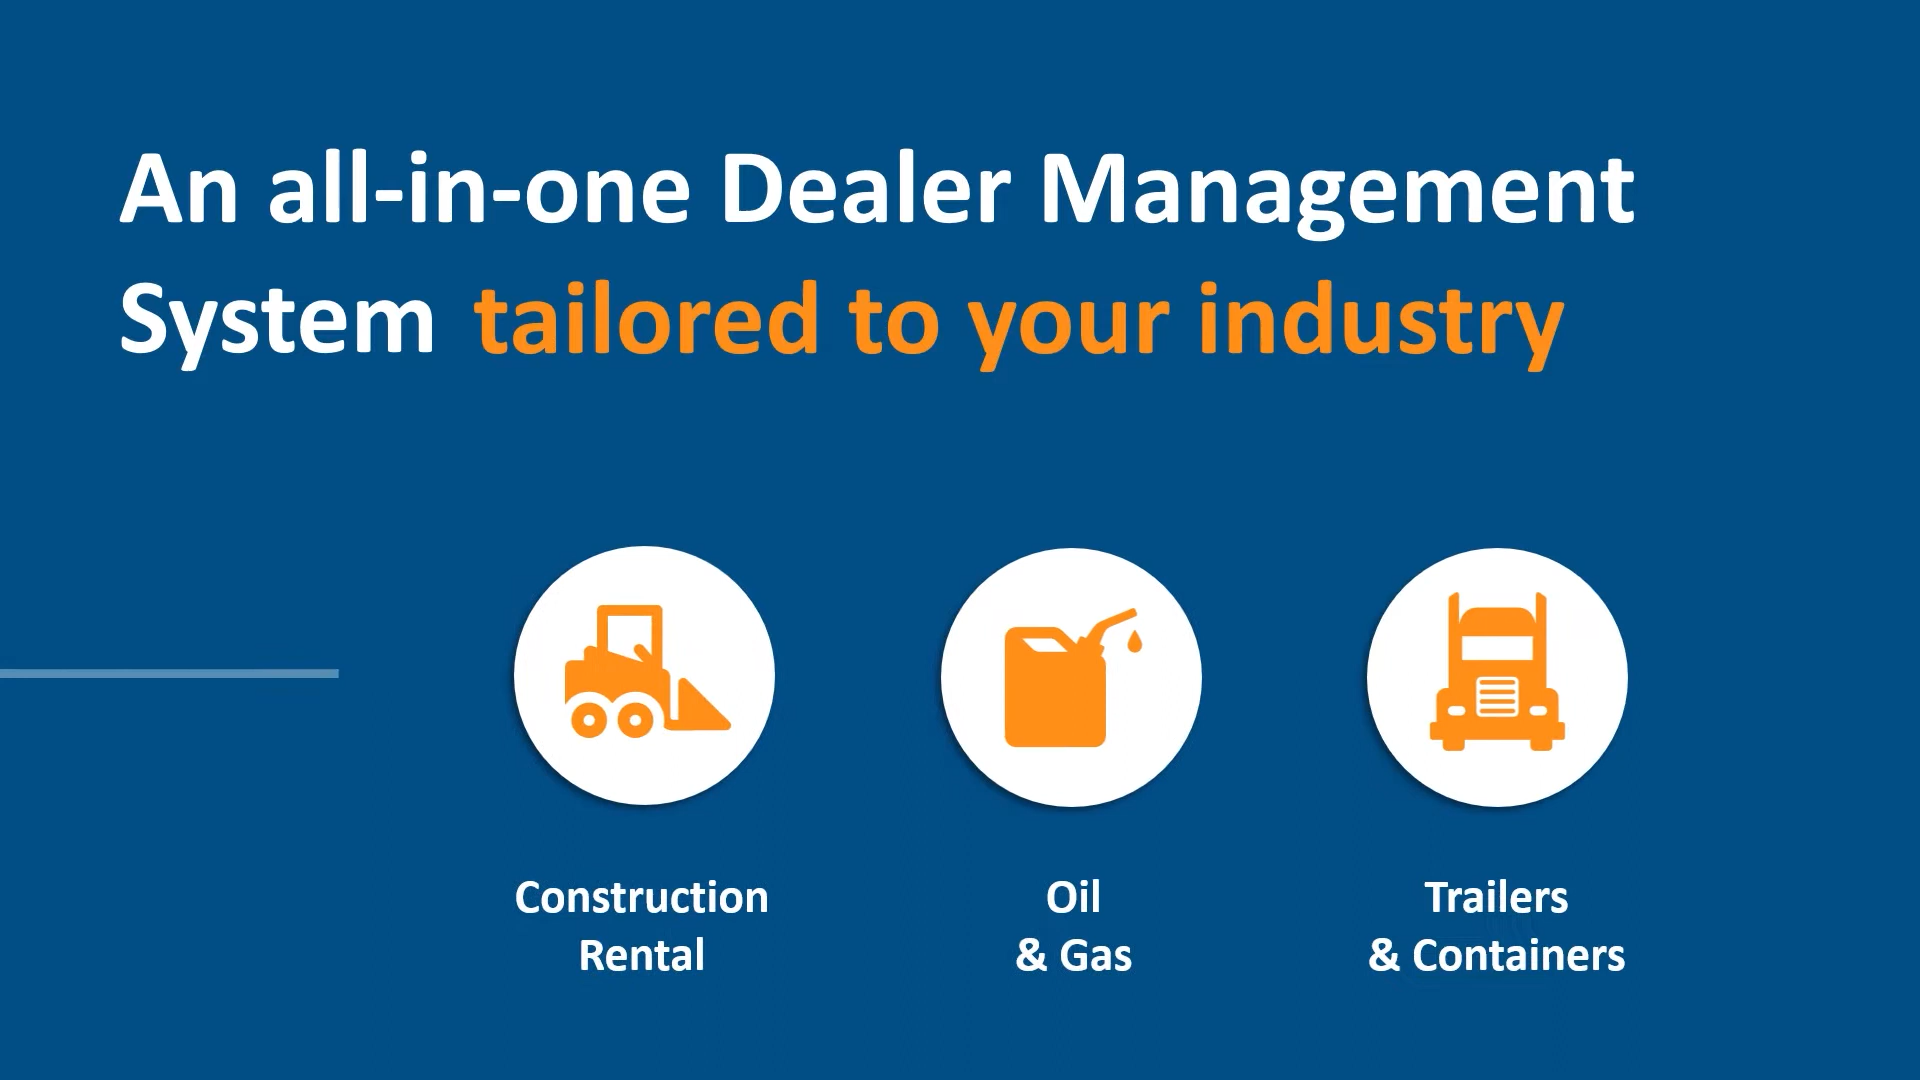 An all-in-one Dealer Management
System tailored to your industry
Construction
Rental
Oil
& Gas
Trailers
& Containers